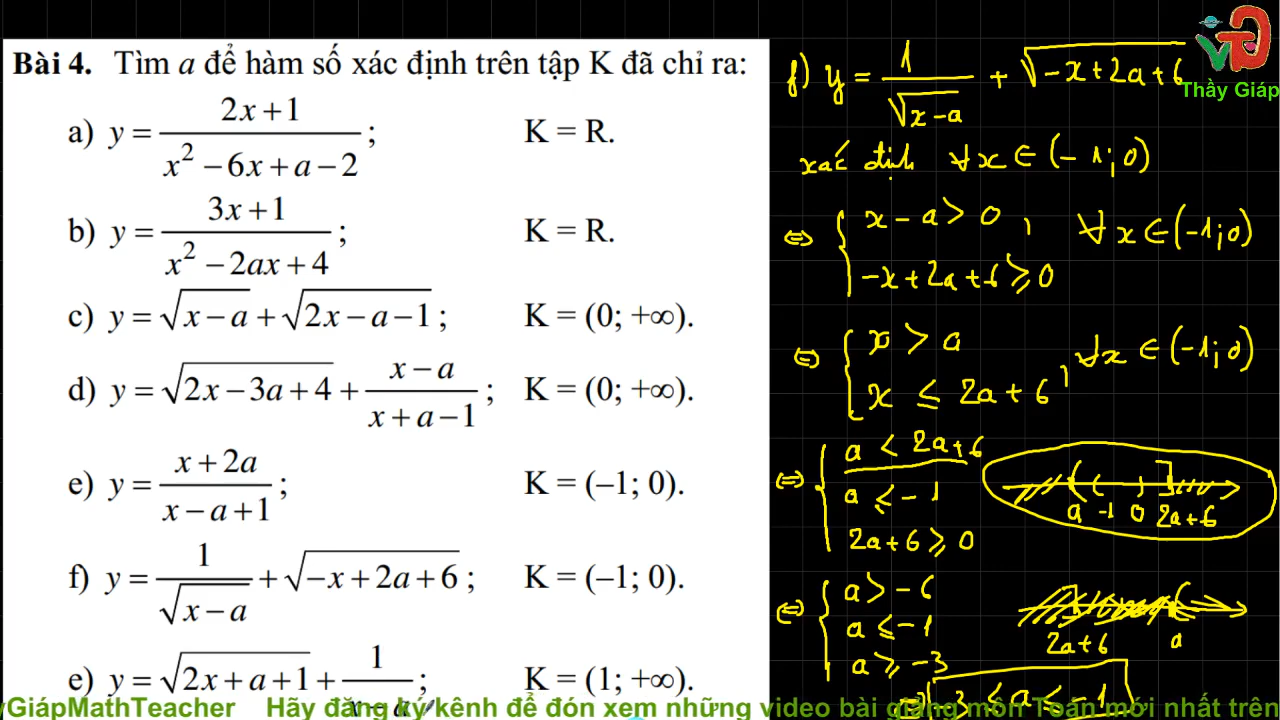 Bài 4. Tìm a để hàm số xác định trên tập K đã chỉ ra:
a) y = (2x + 1)/(x² − 6x + a − 2) ; K = R.
b) y = (3x + 1)/(x² − 2ax + 4) ; K = R.
c) y = √(x − a) + √(2x − a − 1) ; K = (0; +∞).
d) y = √(2x − 3a + 4) + (x − a)/(x + a − 1) ; K = (0; +∞).
e) y = (x + 2a)/(x − a + 1) ; K = (–1; 0).
f) y = 1/√(x − a) + √(−x + 2a + 6) ; K = (–1; 0).
e) y = √(2x + a + 1) + 1/(x − a) ; K = (1; +∞).
f) y = 1/√(x − a) + √(−x + 2a + 6)
Thầy Giáp
xác định ∀x ∈ (−1; 0)
⇔ { x − a > 0 , ∀x ∈ (−1; 0)
−x + 2a + 6 ≥ 0
⇔ { x > a , ∀x ∈ (−1; 0)
x ≤ 2a + 6
⇔ { a < 2a + 6
a ≤ −1
2a + 6 ≥ 0
a −1 0 2a+6
⇔ { a > −6
a ≤ −1
a ≥ −3
2a+6 a
−3 ≤ a ≤ −1
yGiápMathTeacher Hãy đăng ký kênh để đón xem những video bài giảng môn Toán mới nhất trên